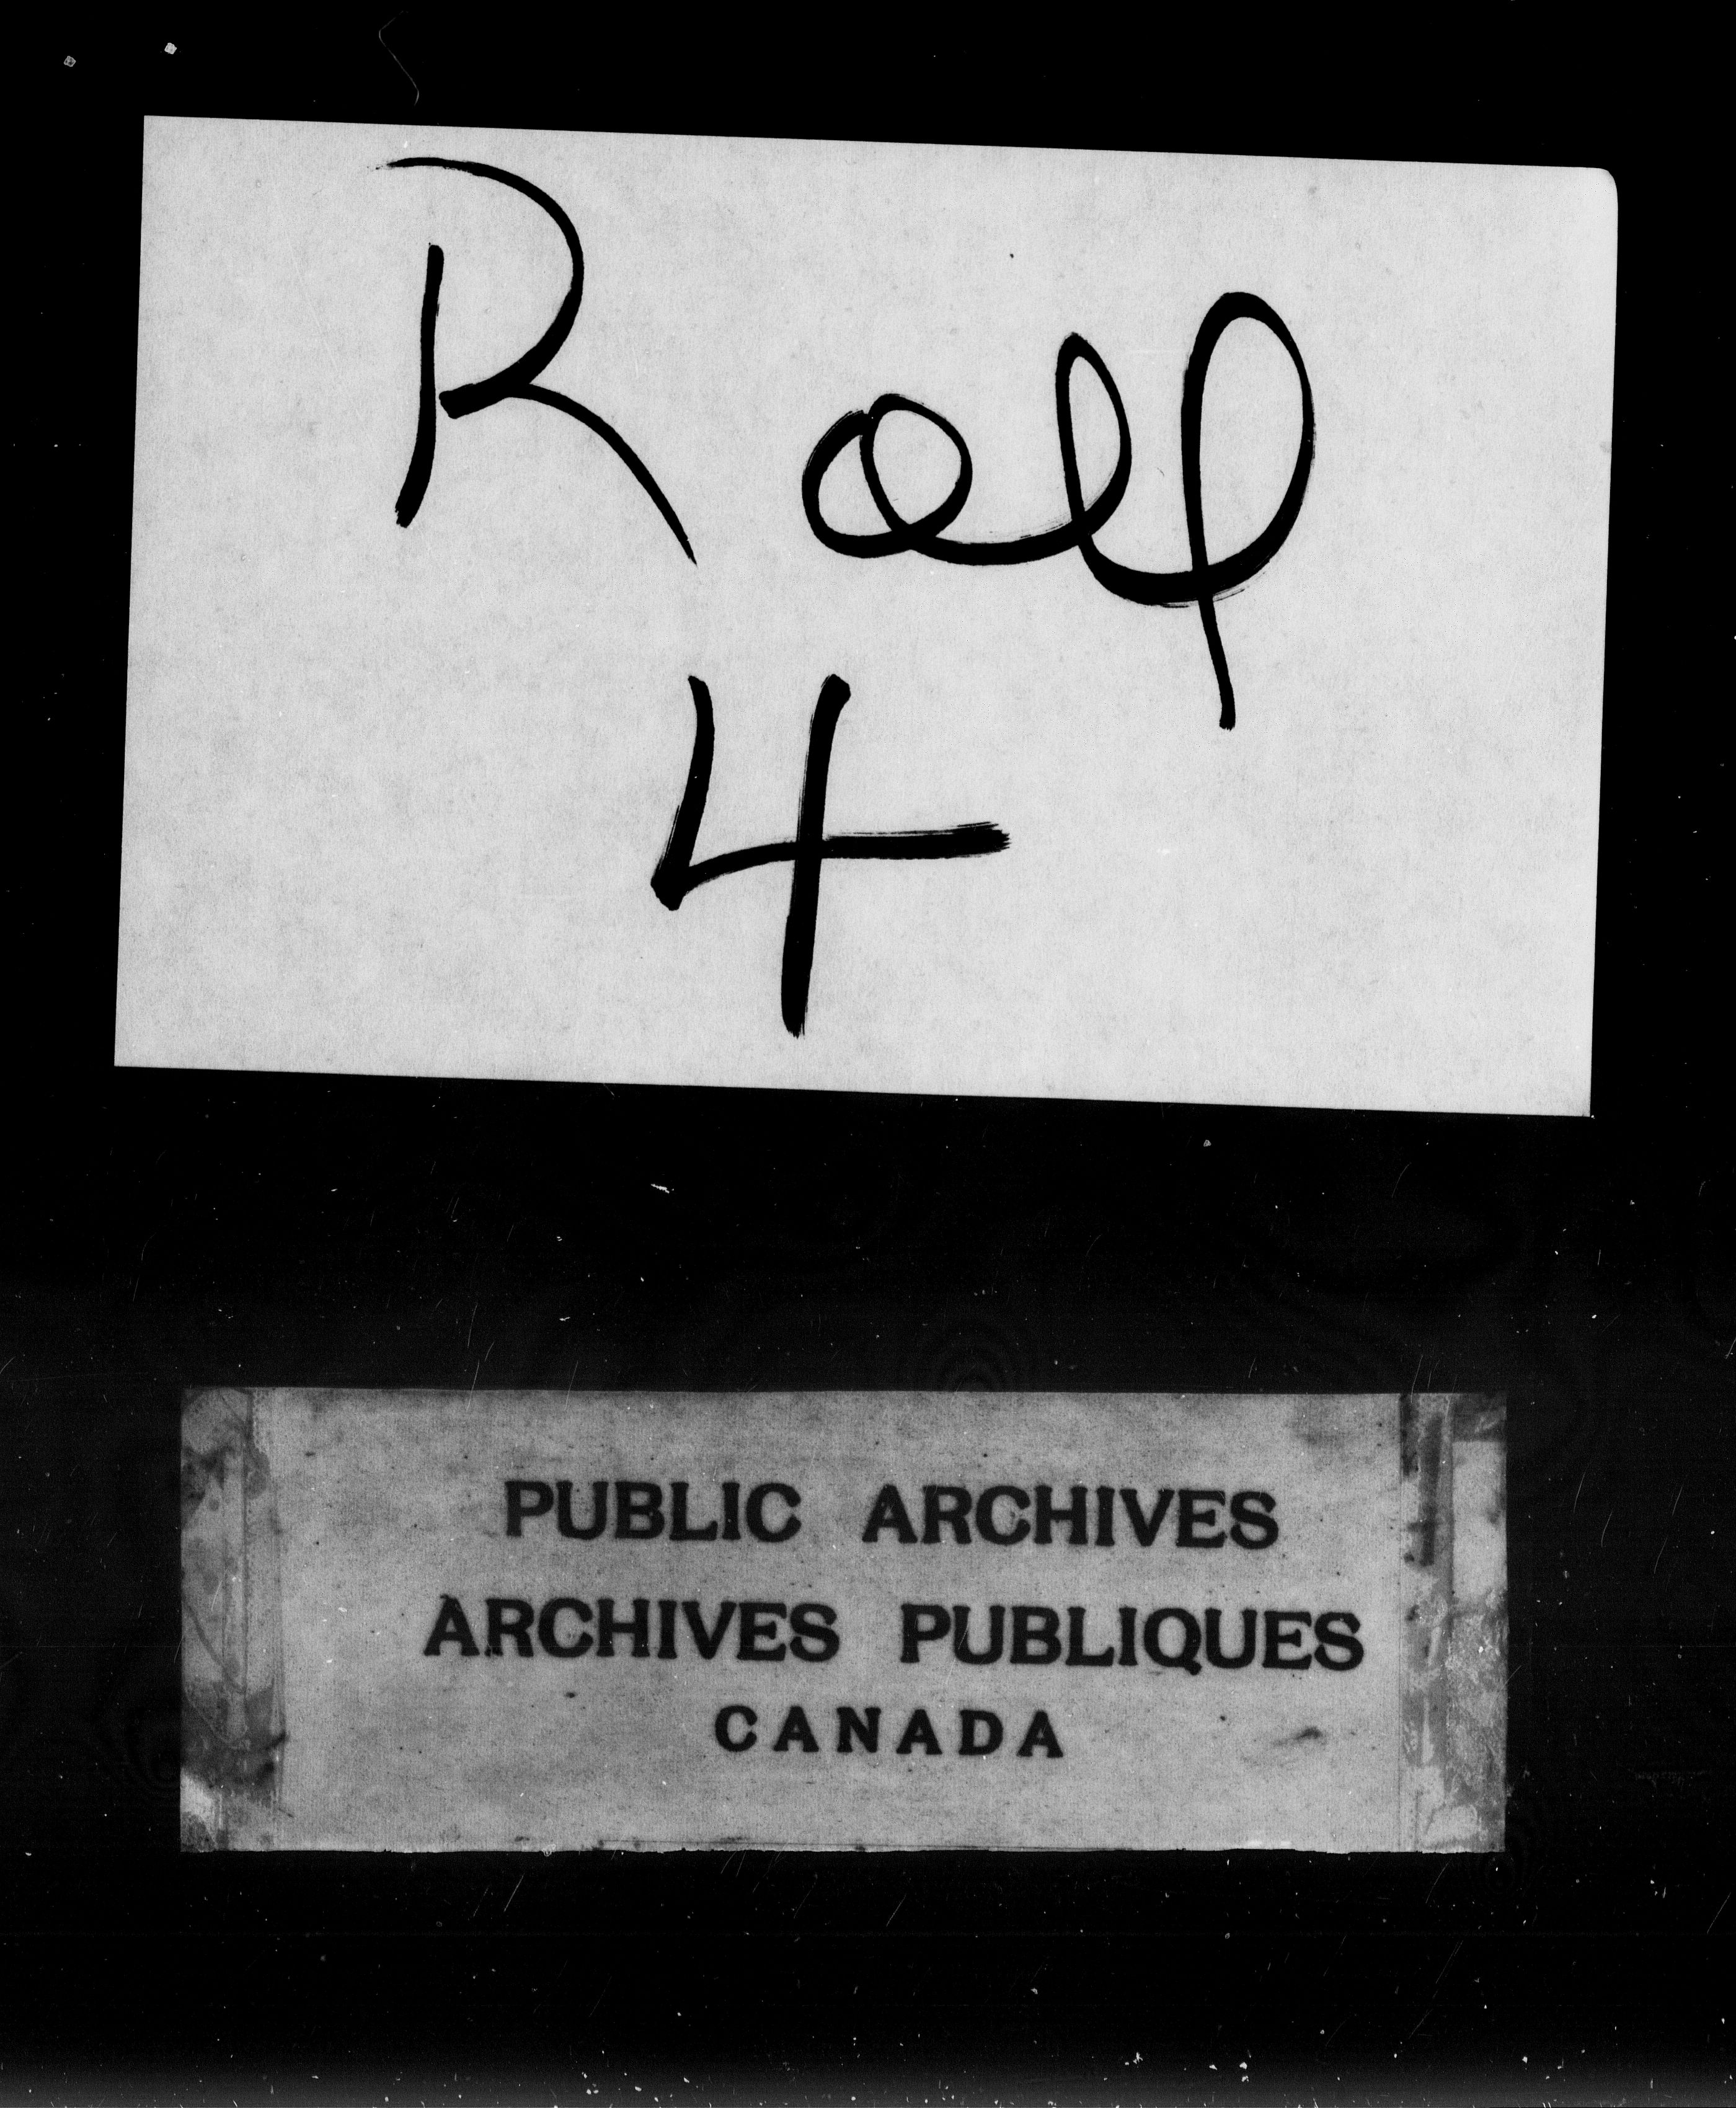 Roll
4
PUBLIC ARCHIVES
ARCHIVES PUBLIQUES
CANADA